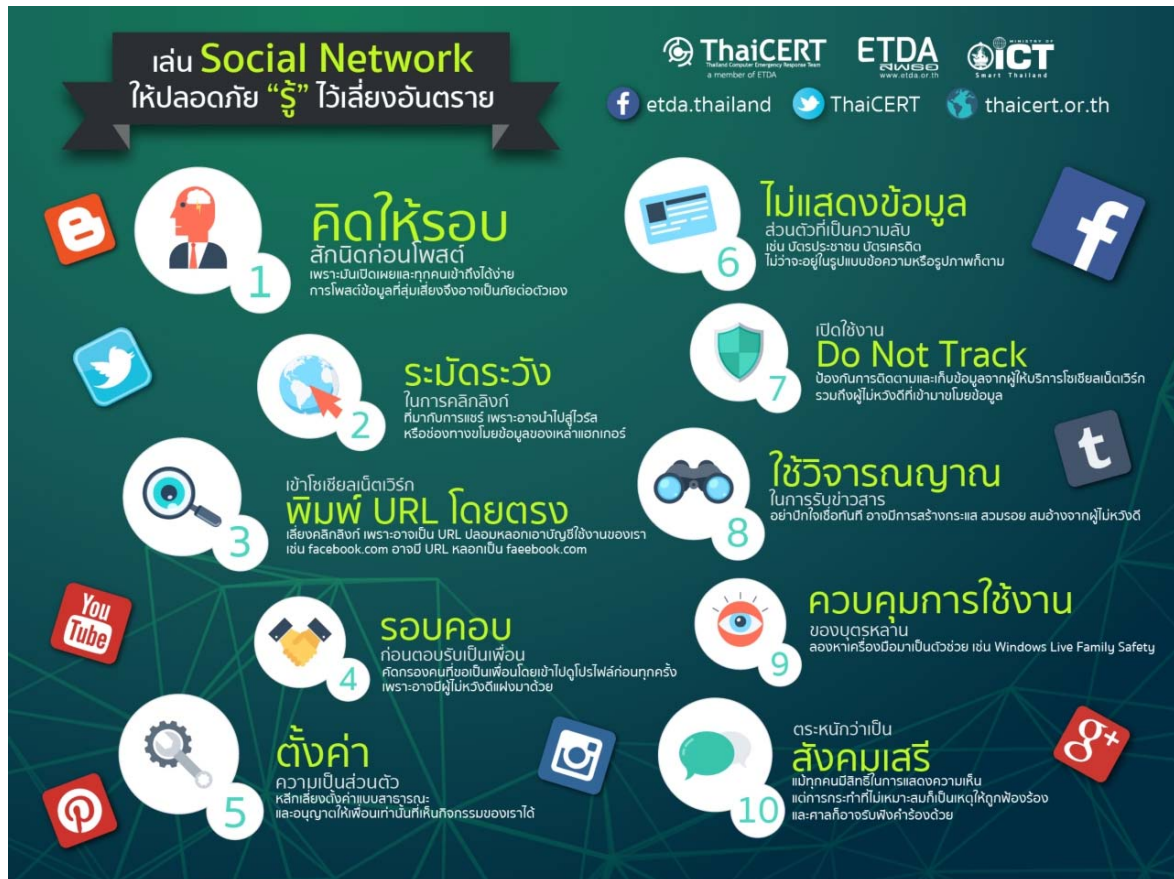 เล่น Social Network
ให้ปลอดภัย “รู้” ไว้เลี่ยงอันตราย
ThaiCERT
Thailand Computer Emergency Response Team
a member of ETDA
ETDA
สพธอ
www.etda.or.th
MINISTRY OF
ICT
Smart Thailand
f etda.thailand
ThaiCERT
thaicert.or.th
1
คิดให้รอบ
สักนิดก่อนโพสต์
เพราะมันเปิดเผยและทุกคนเข้าถึงได้ง่าย
การโพสต์ข้อมูลที่สุ่มเสี่ยงจึงอาจเป็นภัยต่อตัวเอง
2
ระมัดระวัง
ในการคลิกลิงก์
ที่มากับการแชร์ เพราะอาจนำไปสู่ไวรัส
หรือช่องทางขโมยข้อมูลของเหล่าแฮกเกอร์
3
เข้าโซเชียลเน็ตเวิร์ก
พิมพ์ URL โดยตรง
เลี่ยงคลิกลิงก์ เพราะอาจเป็น URL ปลอมหลอกเอาบัญชีใช้งานของเรา
เช่น facebook.com อาจมี URL หลอกเป็น faeebook.com
You
Tube
4
รอบคอบ
ก่อนตอบรับเป็นเพื่อน
คัดกรองคนที่ขอเป็นเพื่อนโดยเข้าไปดูโปรไฟล์ก่อนทุกครั้ง
เพราะอาจมีผู้ไม่หวังดีแฝงมาด้วย
5
ตั้งค่า
ความเป็นส่วนตัว
หลีกเลี่ยงตั้งค่าแบบสาธารณะ
และอนุญาตให้เพื่อนเท่านั้นที่เห็นกิจกรรมของเราได้
6
ไม่แสดงข้อมูล
ส่วนตัวที่เป็นความลับ
เช่น บัตรประชาชน บัตรเครดิต
ไม่ว่าจะอยู่ในรูปแบบข้อความหรือรูปภาพก็ตาม
f
7
เปิดใช้งาน
Do Not Track
ป้องกันการติดตามและเก็บข้อมูลจากผู้ให้บริการโซเชียลเน็ตเวิร์ก
รวมถึงผู้ไม่หวังดีที่เข้ามาขโมยข้อมูล
t
8
ใช้วิจารณญาณ
ในการรับข่าวสาร
อย่าปักใจเชื่อทันที อาจมีการสร้างกระแส สวมรอย สมอ้างจากผู้ไม่หวังดี
9
ควบคุมการใช้งาน
ของบุตรหลาน
ลองหาเครื่องมือมาเป็นตัวช่วย เช่น Windows Live Family Safety
10
ตระหนักว่าเป็น
สังคมเสรี
แม้ทุกคนมีสิทธิ์ในการแสดงความเห็น
แต่การกระทำที่ไม่เหมาะสมก็เป็นเหตุให้ถูกฟ้องร้อง
และศาลก็อาจรับฟังคำร้องด้วย
g+